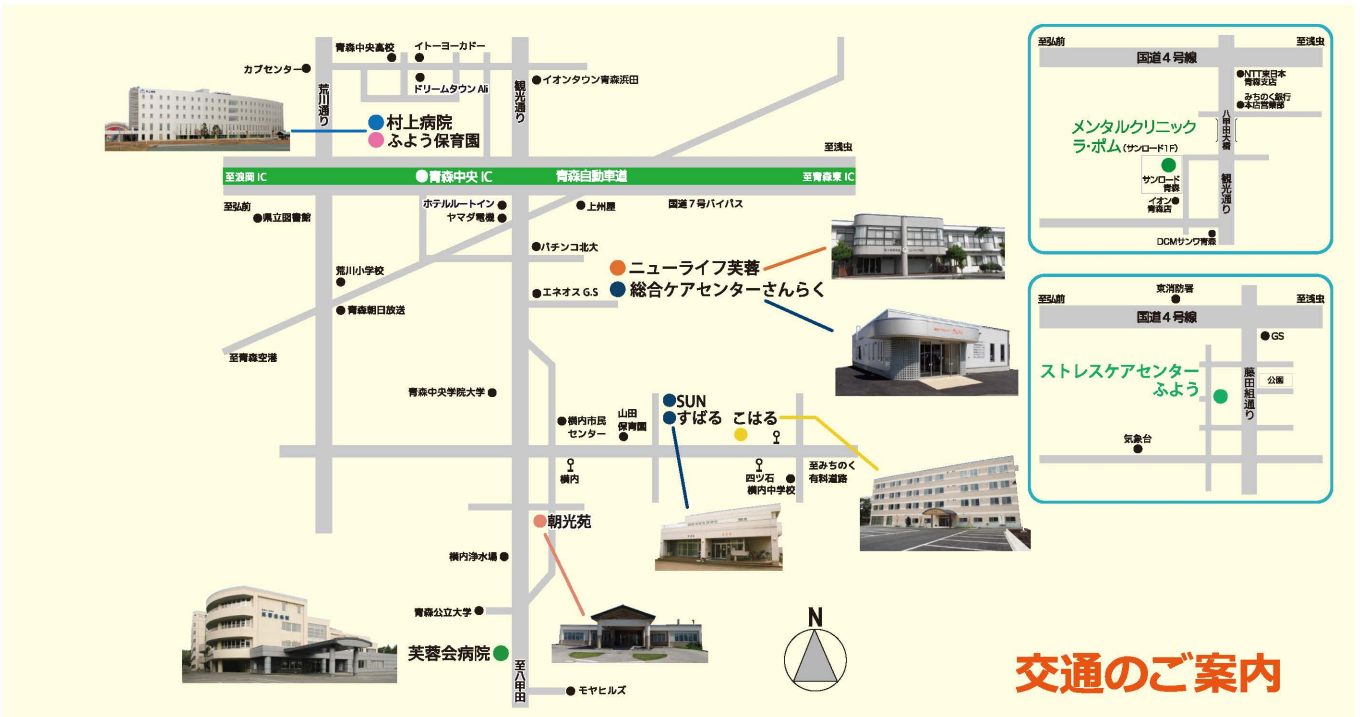 青森中央高校
イトーヨーカドー
カブセンター
ドリームタウン Ali
イオンタウン青森浜田
荒川通り
観光通り
村上病院
ふよう保育園
至浅虫
至浪岡 IC
青森中央 IC
青森自動車道
至青森東 IC
至弘前
県立図書館
ホテルルートイン
ヤマダ電機
上州屋
国道7号バイパス
パチンコ北大
荒川小学校
ニューライフ芙蓉
総合ケアセンターさんらく
エネオス G.S
青森朝日放送
至青森空港
青森中央学院大学
横内市民
センター
山田
保育園
SUN
すばる
こはる
横内
四ツ石
横内中学校
至みちのく
有料道路
朝光苑
横内浄水場
青森公立大学
芙蓉会病院
至八甲田
モヤヒルズ
N
交通のご案内
至弘前
至浅虫
国道4号線
NTT東日本
青森支店
みちのく銀行
本店営業部
八甲田大橋
メンタルクリニック
ラ・ポム(サンロード1F)
サンロード
青森
イオン
青森店
観光通り
DCMサンワ青森
東消防署
至弘前
至浅虫
国道4号線
GS
ストレスケアセンター
ふよう
藤田組通り
公園
気象台